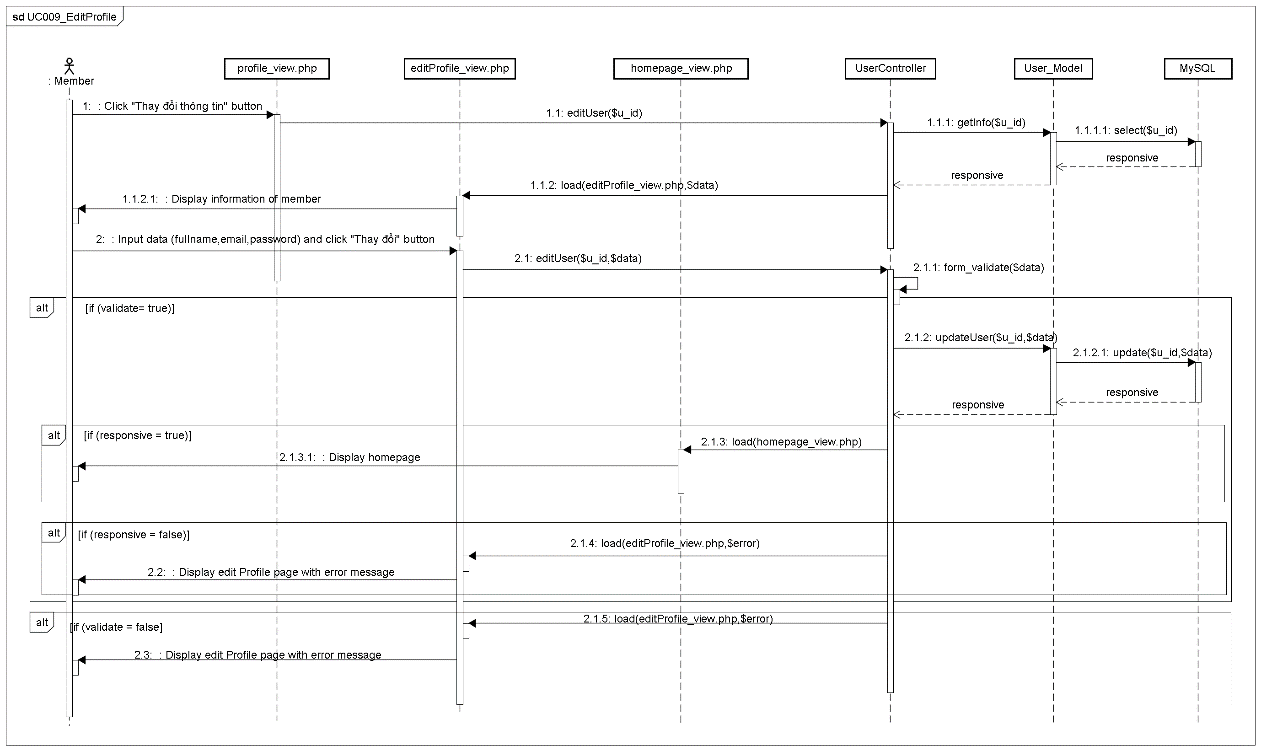 sd UC009_EditProfile
: Member
profile_view.php
editProfile_view.php
homepage_view.php
UserController
User_Model
MySQL
1: : Click "Thay đổi thông tin" button
1.1: editUser($u_id)
1.1.1: getInfo($u_id)
1.1.1.1: select($u_id)
responsive
responsive
1.1.2: load(editProfile_view.php,$data)
1.1.2.1: : Display information of member
2: : Input data (fullname,email,password) and click "Thay đổi" button
2.1: editUser($u_id,$data)
2.1.1: form_validate($data)
alt
[if (validate= true)]
2.1.2: updateUser($u_id,$data)
2.1.2.1: update($u_id,$data)
responsive
responsive
alt
[if (responsive = true)]
2.1.3: load(homepage_view.php)
2.1.3.1: : Display homepage
alt
[if (responsive = false)]
2.1.4: load(editProfile_view.php,$error)
2.2: : Display edit Profile page with error message
alt
[if (validate = false]
2.1.5: load(editProfile_view.php,$error)
2.3: : Display edit Profile page with error message